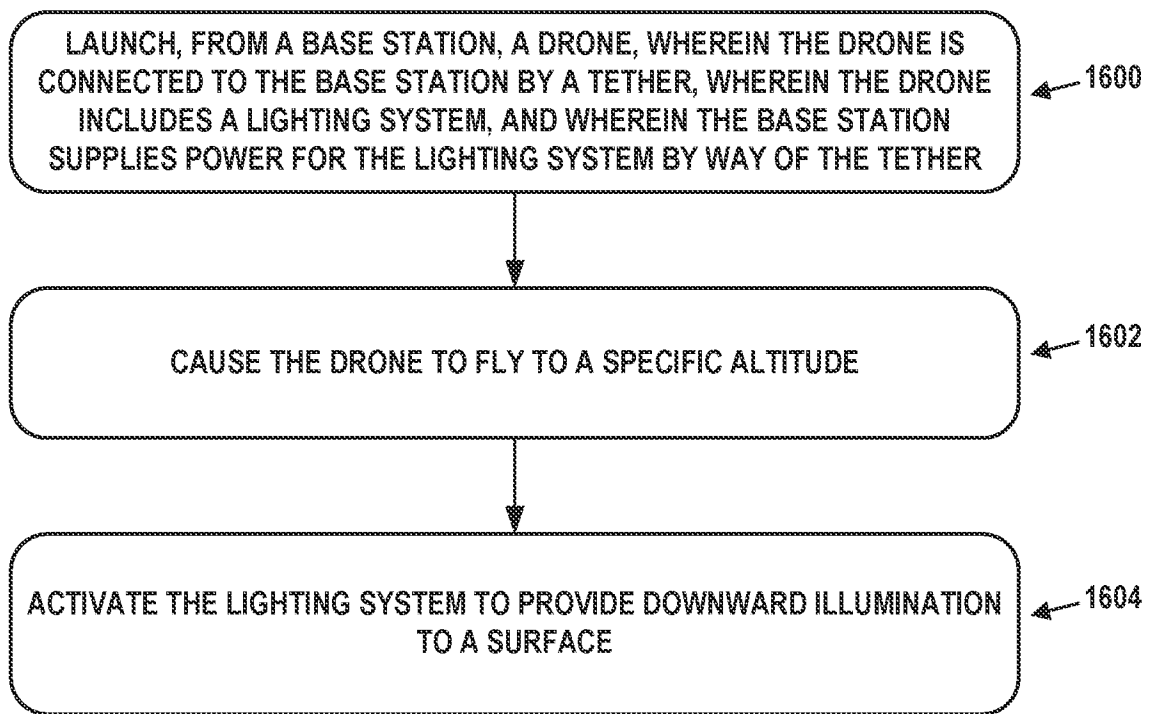 LAUNCH, FROM A BASE STATION, A DRONE, WHEREIN THE DRONE IS
CONNECTED TO THE BASE STATION BY A TETHER, WHEREIN THE DRONE
INCLUDES A LIGHTING SYSTEM, AND WHEREIN THE BASE STATION
SUPPLIES POWER FOR THE LIGHTING SYSTEM BY WAY OF THE TETHER
1600
CAUSE THE DRONE TO FLY TO A SPECIFIC ALTITUDE
1602
ACTIVATE THE LIGHTING SYSTEM TO PROVIDE DOWNWARD ILLUMINATION
TO A SURFACE
1604